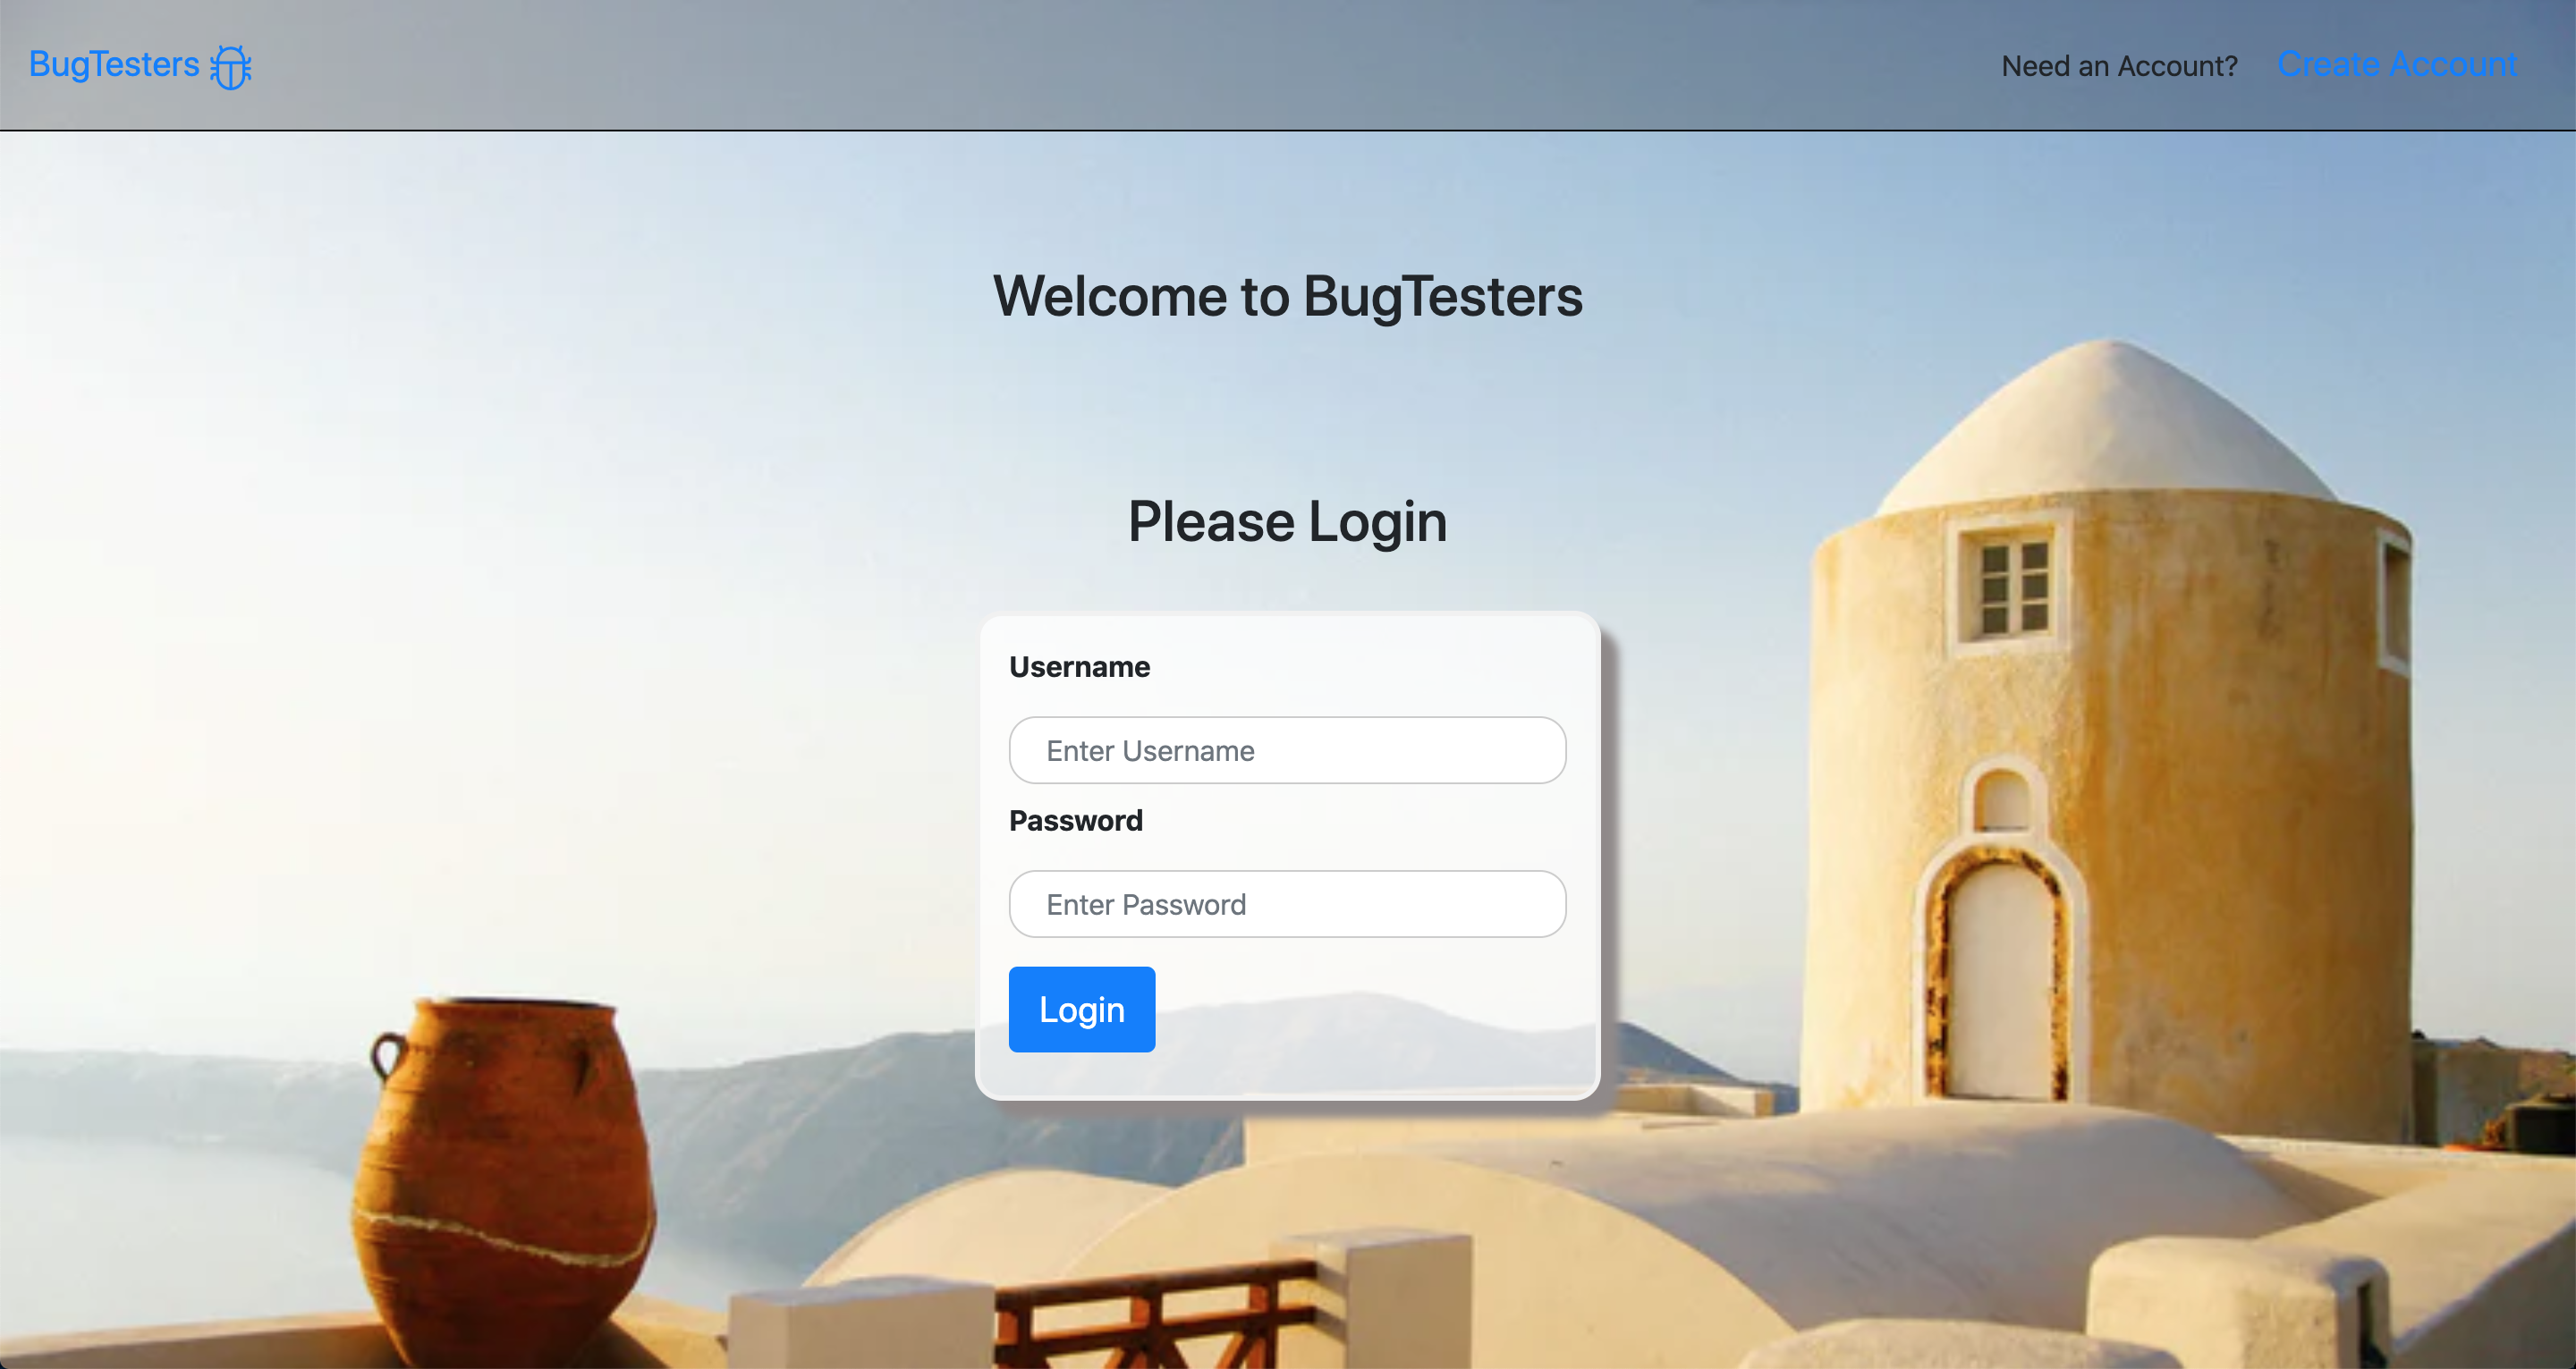 BugTesters
Need an Account? Create Account
Welcome to BugTesters
Please Login
Username
Enter Username
Password
Enter Password
Login